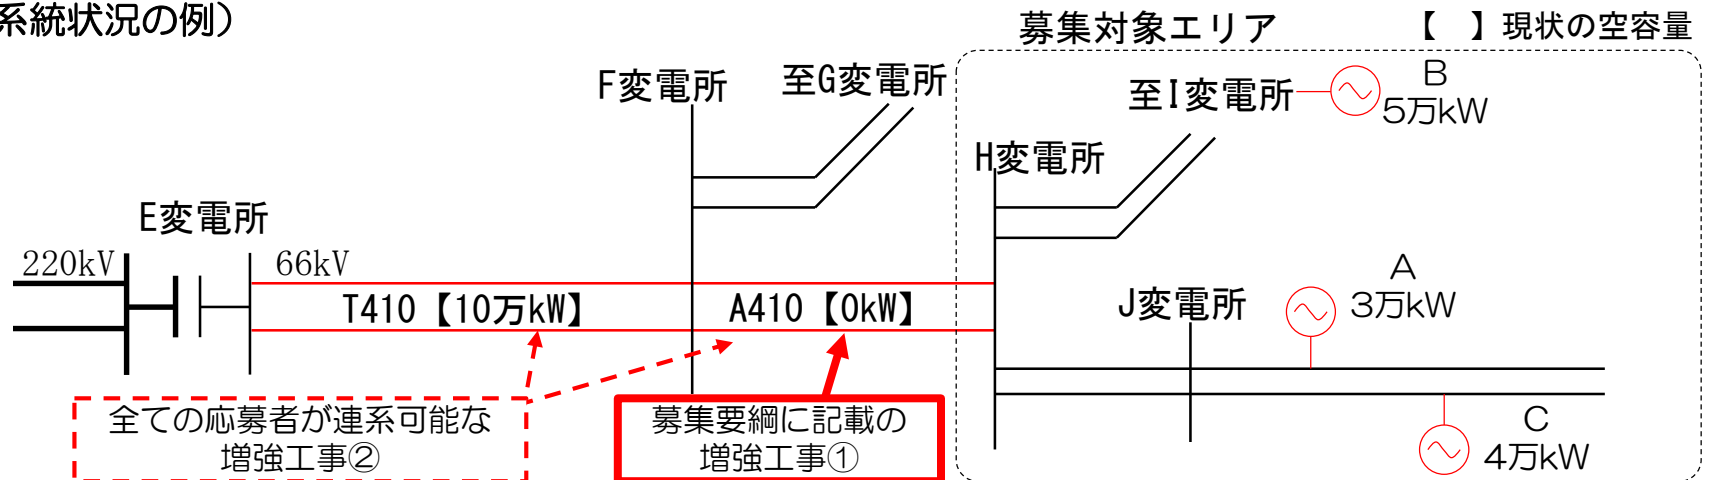 系統状況の例）
募集対象エリア
【　】現状の空容量
F変電所
至G変電所
至I変電所
B
5万kW
H変電所
E変電所
220kV
66kV
T410【10万kW】
A410【0kW】
J変電所
A
3万kW
全ての応募者が連系可能な
増強工事②
募集要綱に記載の
増強工事①
C
4万kW